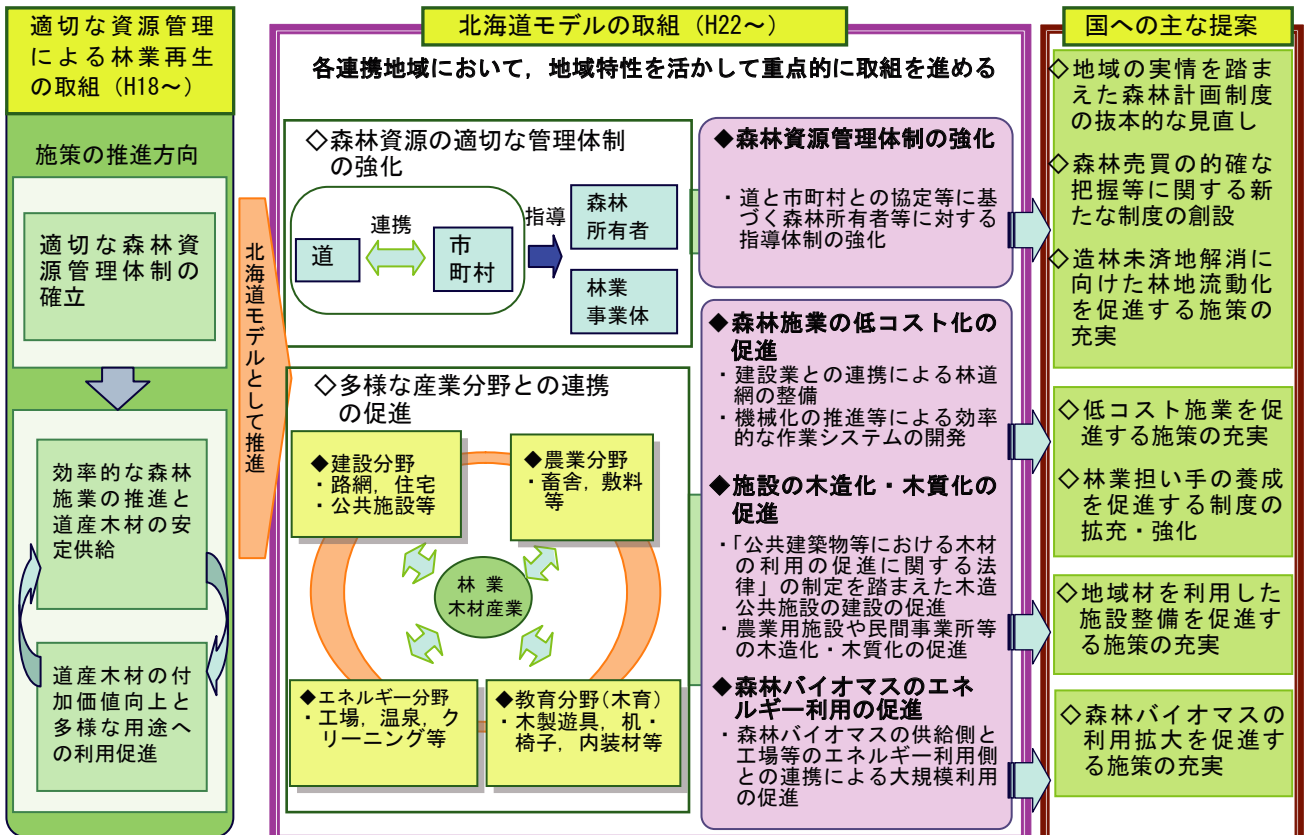 適切な資源管理
による林業再生
の取組（H18～）
施策の推進方向
適切な森林資
源管理体制の
確立
効率的な森林
施業の推進と
道産木材の安
定供給
道産木材の付
加価値向上と
多様な用途へ
の利用促進
北海道モデルとして推進
北海道モデルの取組（H22～）
各連携地域において，地域特性を活かして重点的に取組を進める
◇森林資源の適切な管理体制
の強化
道
連携
市
町村
指導
森林
所有者
林業
事業体
◇多様な産業分野との連携
の促進
◆建設分野
・路網，住宅
・公共施設等
◆農業分野
・畜舎，敷料
等
林 業
木材産業
◆エネルギー分野
・工場，温泉，ク
リーニング等
◆教育分野（木育）
・木製遊具，机・
椅子，内装材等
◆森林資源管理体制の強化
・道と市町村との協定等に基
づく森林所有者等に対する
指導体制の強化
◆森林施業の低コスト化の
促進
・建設業との連携による林道
網の整備
・機械化の推進等による効率
的な作業システムの開発
◆施設の木造化・木質化の
促進
・「公共建築物等における木材
の利用の促進に関する法
律」の制定を踏まえた木造
公共施設の建設の促進
・農業用施設や民間事業所等
の木造化・木質化の促進
◆森林バイオマスのエネ
ルギー利用の促進
・森林バイオマスの供給側と
工場等のエネルギー利用側
との連携による大規模利用
の促進
国への主な提案
◇地域の実情を踏ま
えた森林計画制度
の抜本的な見直し
◇森林売買の的確な
把握等に関する新
たな制度の創設
◇造林未済地解消に
向けた林地流動化
を促進する施策の
充実
◇低コスト施業を促
進する施策の充実
◇林業担い手の養成
を促進する制度の
拡充・強化
◇地域材を利用した
施設整備を促進す
る施策の充実
◇森林バイオマスの
利用拡大を促進す
る施策の充実